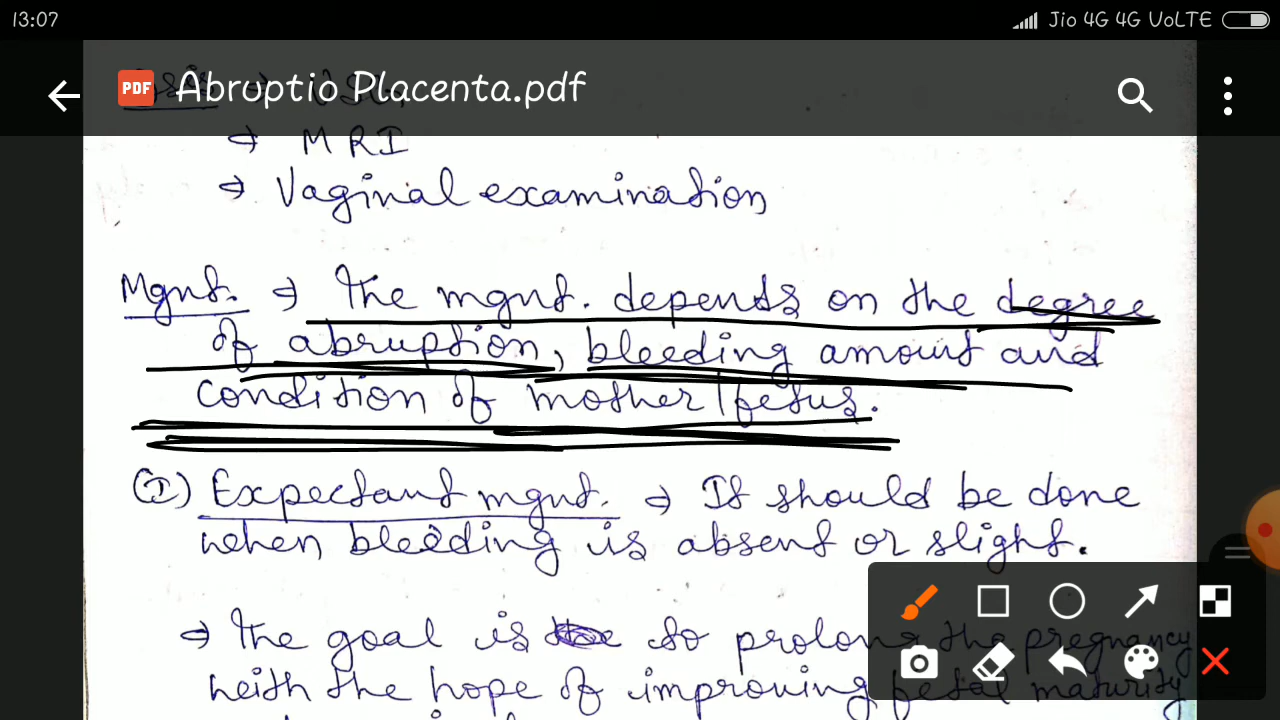 13:07
Jio 4G 4G VoLTE
PDF Abruptio Placenta.pdf
⇒ MRI
⇒ Vaginal examination
Mgnt. ⇒ The mgnt. depends on the degree
of abruption, bleeding amount and
condition of mother/fetus.
(I) Expectant mgnt. ⇒ It should be done
when bleeding is absent or slight.
⇒ The goal is to prolong the pregnancy
with the hope of improving fetal maturity